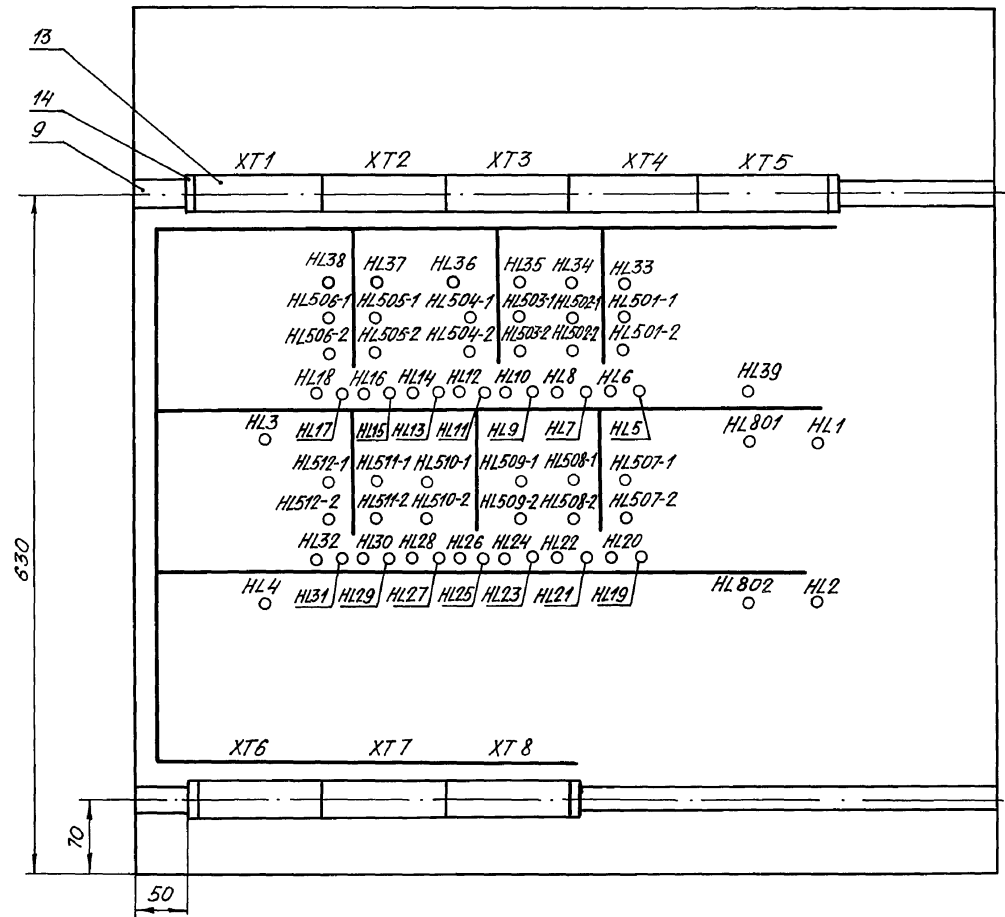 13
14
9
XT1 XT2 XT3 XT4 XT5
HL38 HL37 HL36 HL35 HL34 HL33
HL506-1 HL505-1 HL504-1 HL503-1 HL502-1 HL501-1
HL506-2 HL505-2 HL504-2 HL503-2 HL502-2 HL501-2
HL18 HL16 HL14 HL12 HL10 HL8 HL6 HL39
HL3 HL17 HL15 HL13 HL11 HL9 HL7 HL5 HL801 HL1
HL512-1 HL511-1 HL510-1 HL509-1 HL508-1 HL507-1
HL512-2 HL511-2 HL510-2 HL509-2 HL508-2 HL507-2
HL32 HL30 HL28 HL26 HL24 HL22 HL20
HL4 HL31 HL29 HL27 HL25 HL23 HL21 HL19 HL802 HL2
630
XT6 XT7 XT8
70
50